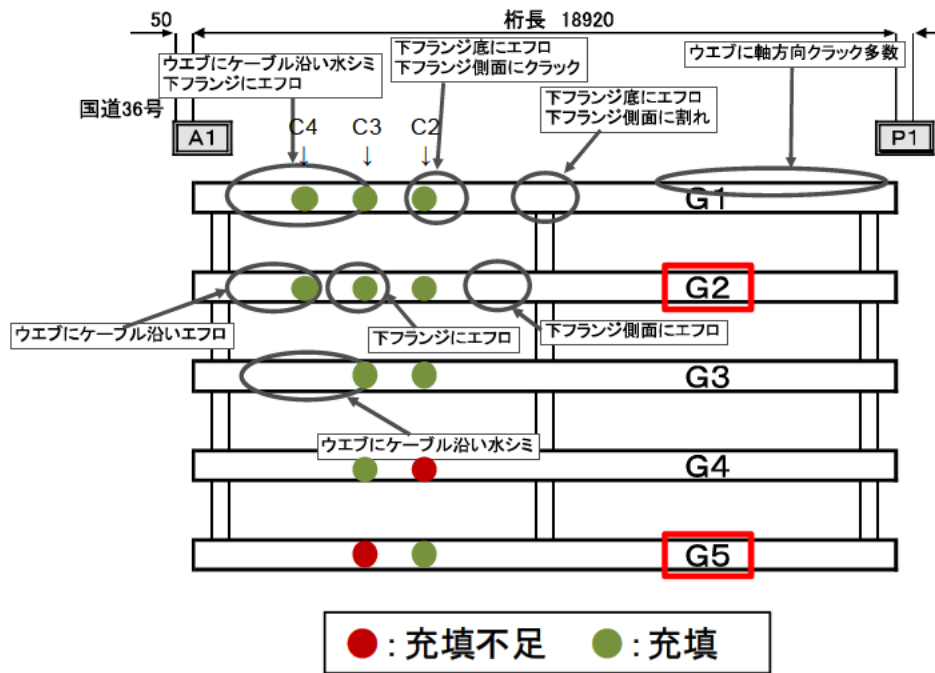 50
桁長 18920
ウエブにケーブル沿い水シミ
下フランジにエフロ
下フランジ底にエフロ
下フランジ側面にクラック
ウエブに軸方向クラック多数
国道36号
下フランジ底にエフロ
下フランジ側面に割れ
A1
C4
C3
C2
P1
↓
↓
↓
G1
G2
ウエブにケーブル沿いエフロ
下フランジにエフロ
下フランジ側面にエフロ
G3
ウエブにケーブル沿い水シミ
G4
G5
：充填不足
：充填